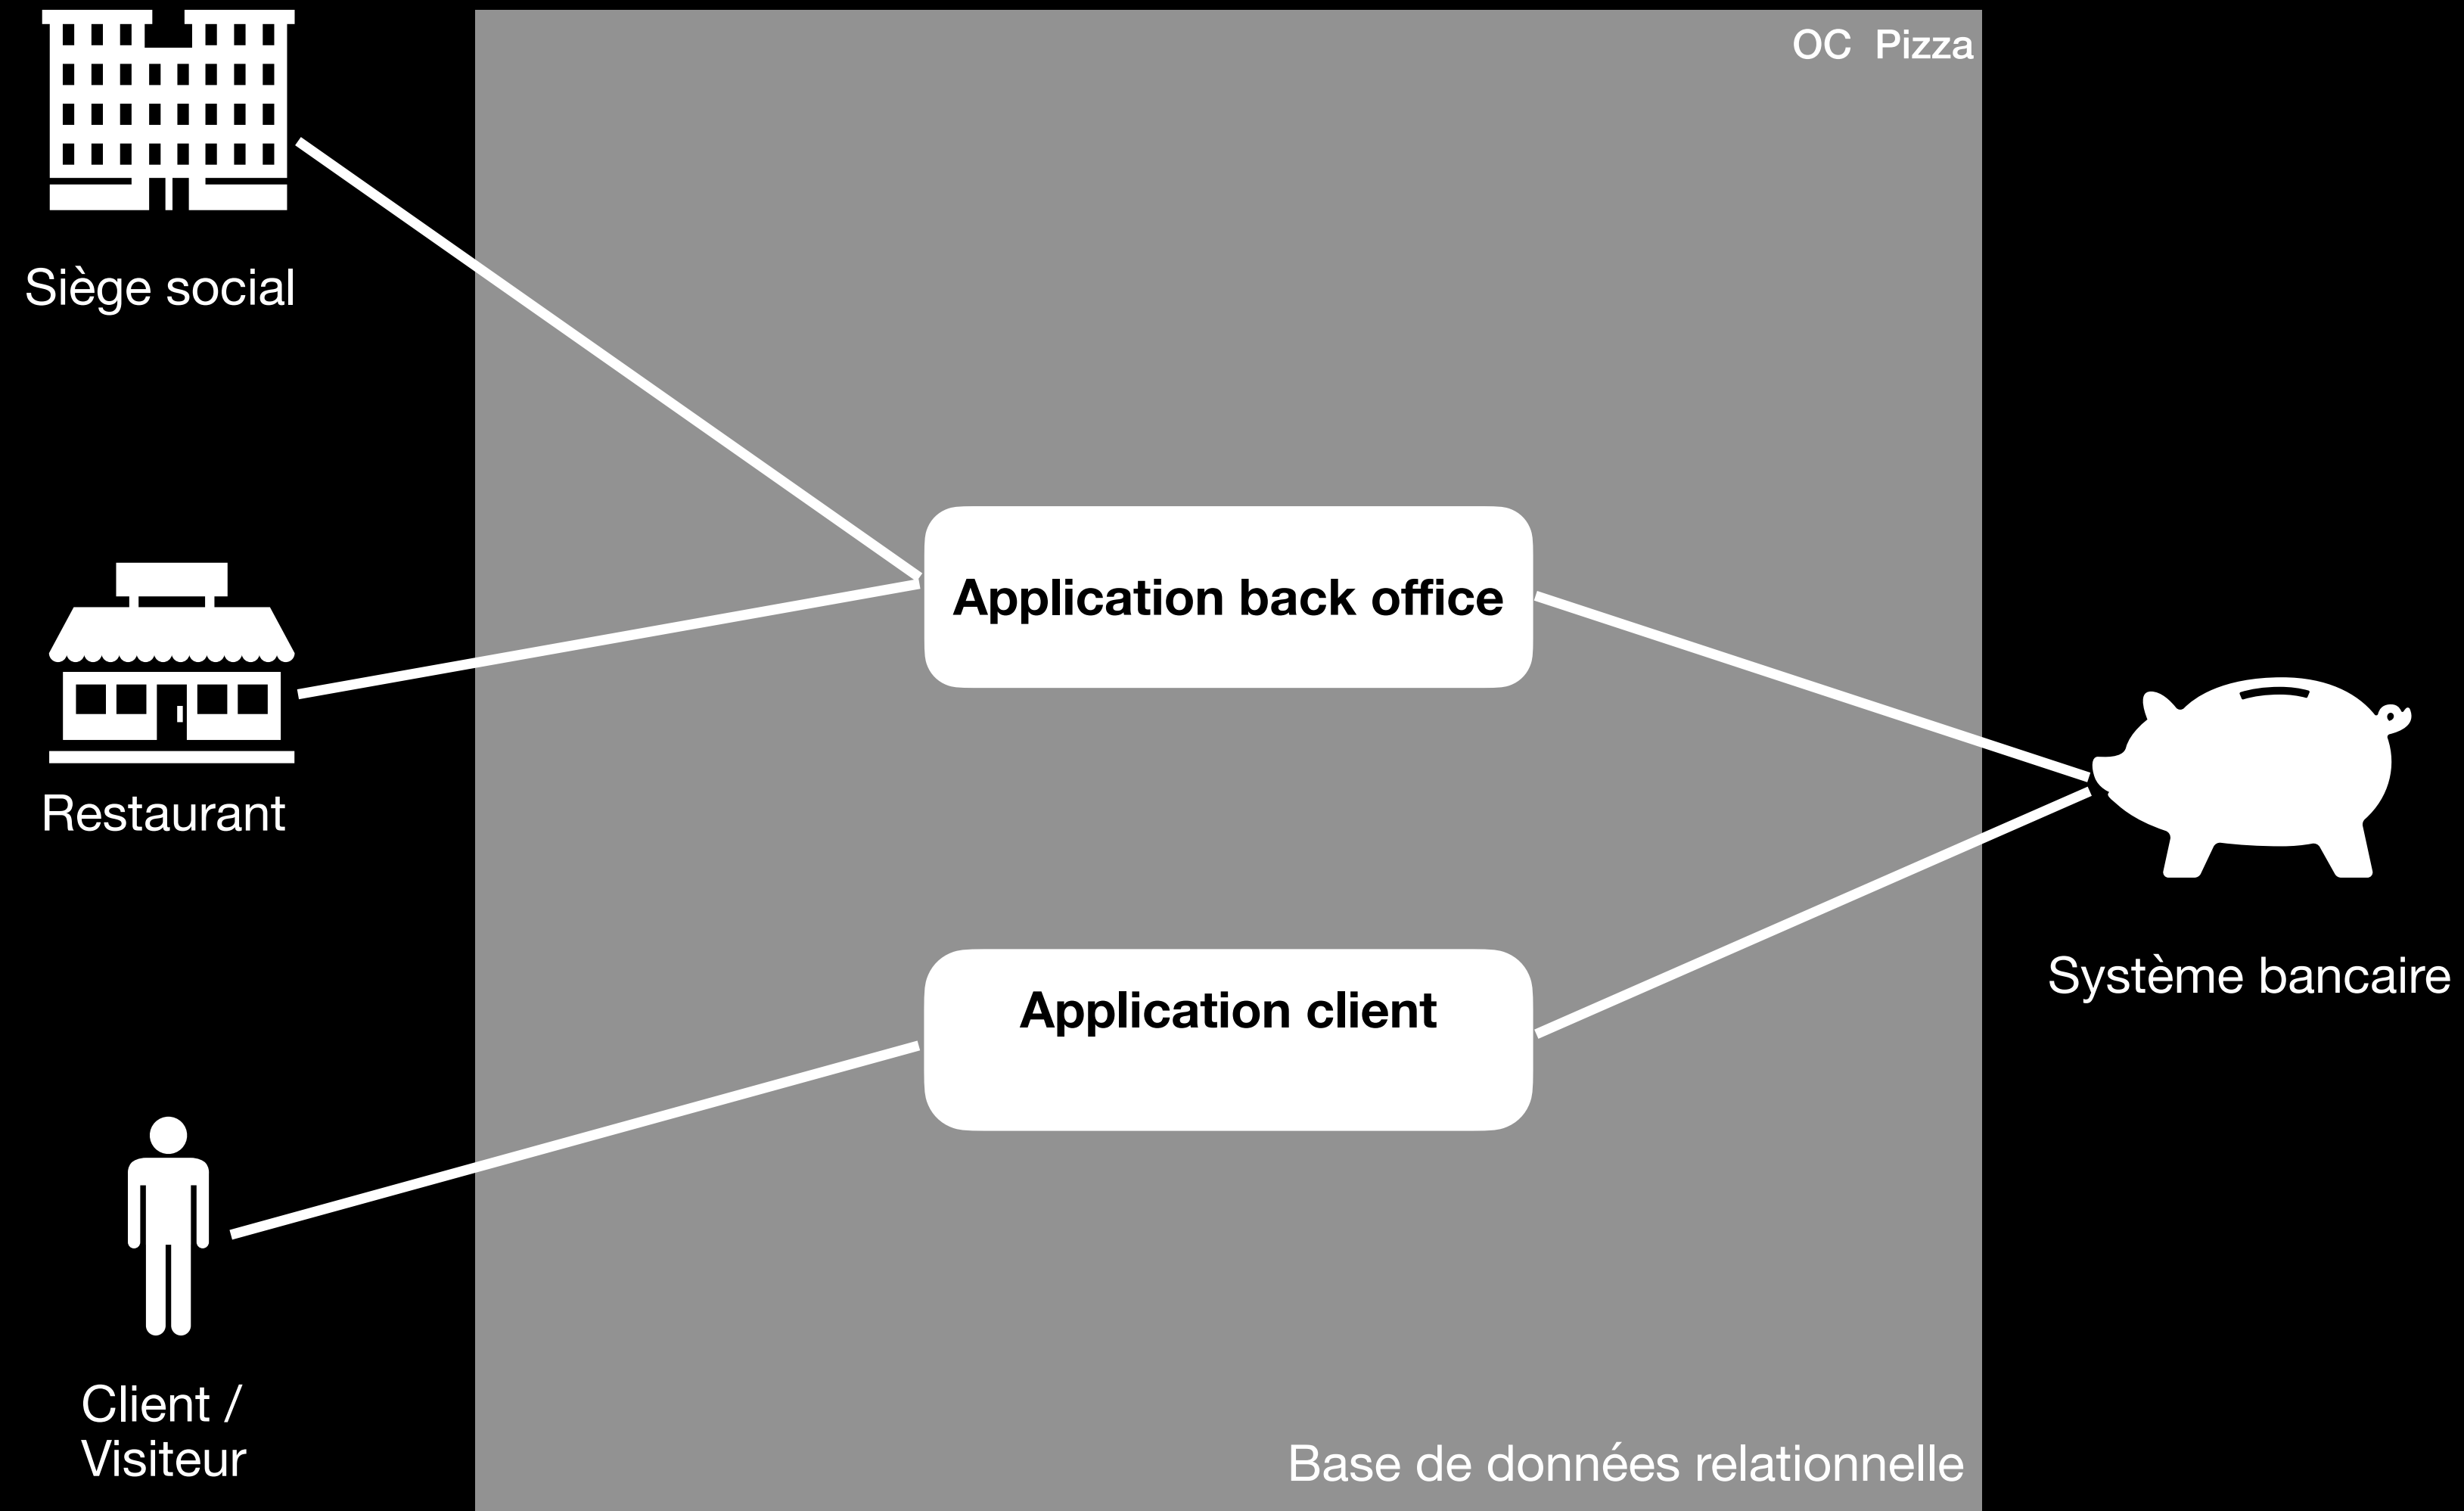 OC Pizza
Siège social
Application back office
Restaurant
Système bancaire
Application client
Client /
Visiteur
Base de données relationnelle